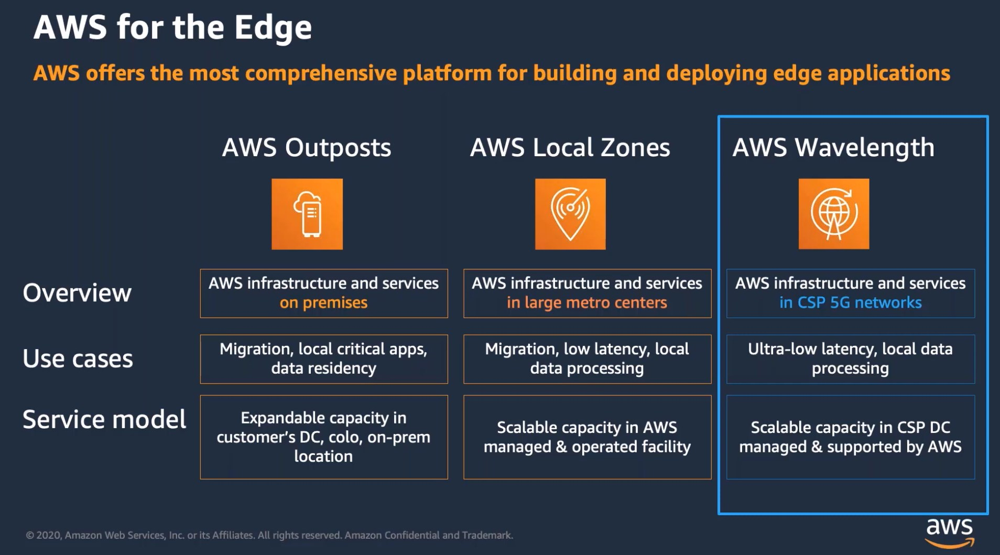 AWS for the Edge
AWS offers the most comprehensive platform for building and deploying edge applications
AWS Outposts
AWS Local Zones
AWS Wavelength
Overview
AWS infrastructure and services
on premises
AWS infrastructure and services
in large metro centers
AWS infrastructure and services
in CSP 5G networks
Use cases
Migration, local critical apps,
data residency
Migration, low latency, local
data processing
Ultra-low latency, local data
processing
Service model
Expandable capacity in
customer’s DC, colo, on-prem
location
Scalable capacity in AWS
managed & operated facility
Scalable capacity in CSP DC
managed & supported by AWS
© 2020, Amazon Web Services, Inc. or its Affiliates. All rights reserved. Amazon Confidential and Trademark.
aws